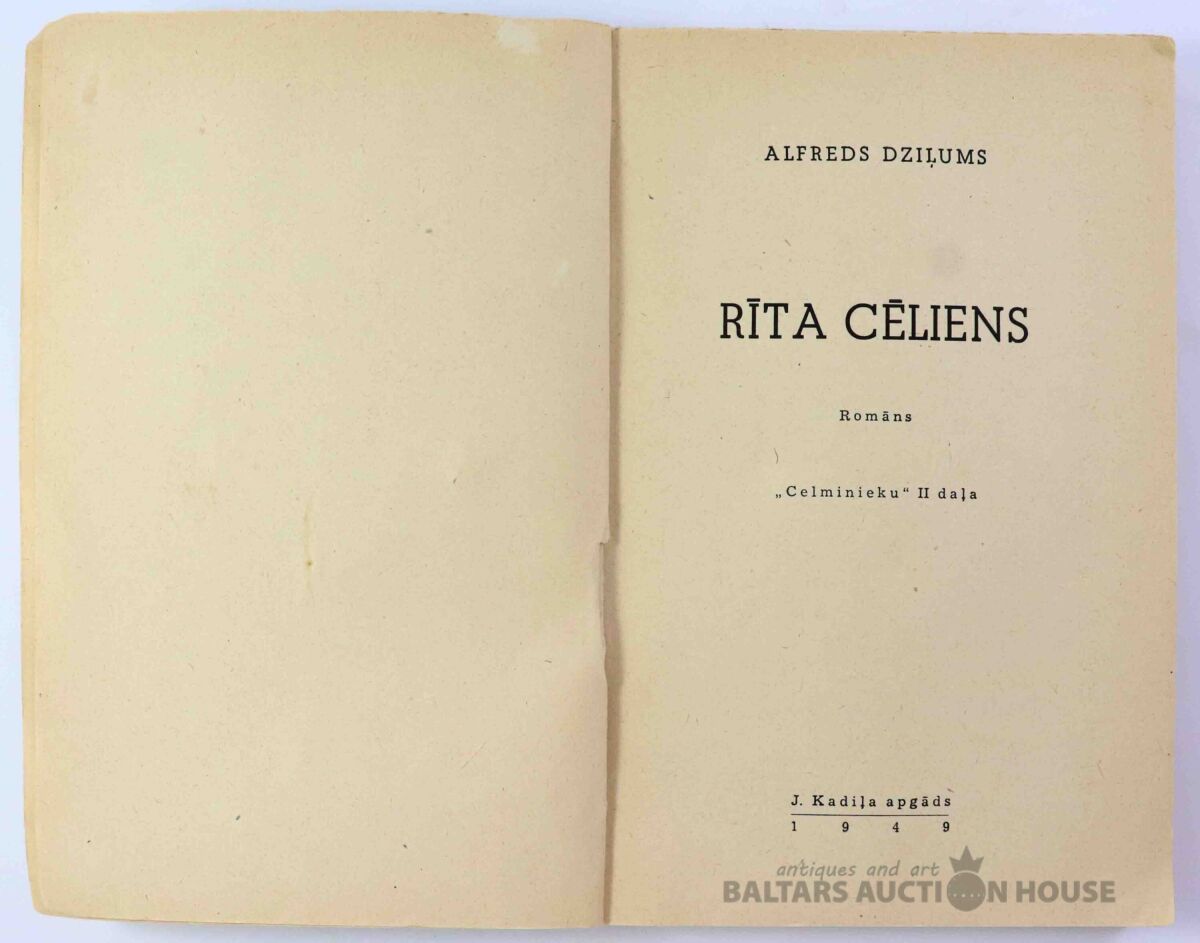 ALFREDS DZIĻUMS
RĪTA CĒLIENS
Romāns
„Celminieku“ II daļa
J. Kadiļa apgāds
1 9 4 9
antiques and art
BALTARS AUCTION HOUSE